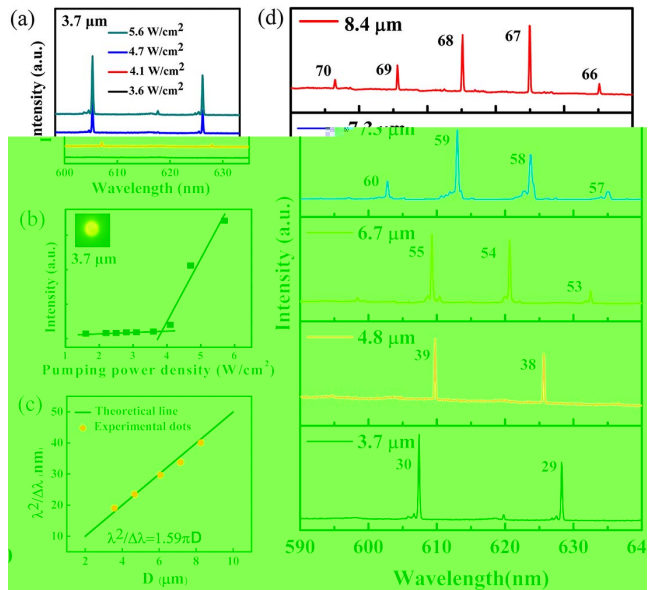 (a)
3.7 µm
5.6 W/cm²
4.7 W/cm²
4.1 W/cm²
3.6 W/cm²
Intensity (a.u.)
600 610 620 630
Wavelength (nm)
(b)
3.7 µm
Intensity (a.u.)
1 2 3 4 5 6
Pumping power density (W/cm²)
(c)
Theoretical line
Experimental dots
50
40
30
20
10
λ²/Δλ (nm)
λ²/Δλ=1.59πD
2 4 6 8 10
D (µm)
(d)
8.4 µm
70 69 68 67 66
7.3 µm
60 59 58 57
6.7 µm
55 54 53
4.8 µm
39 38
3.7 µm
30 29
Intensity (a.u.)
590 600 610 620 630 64
Wavelength(nm)